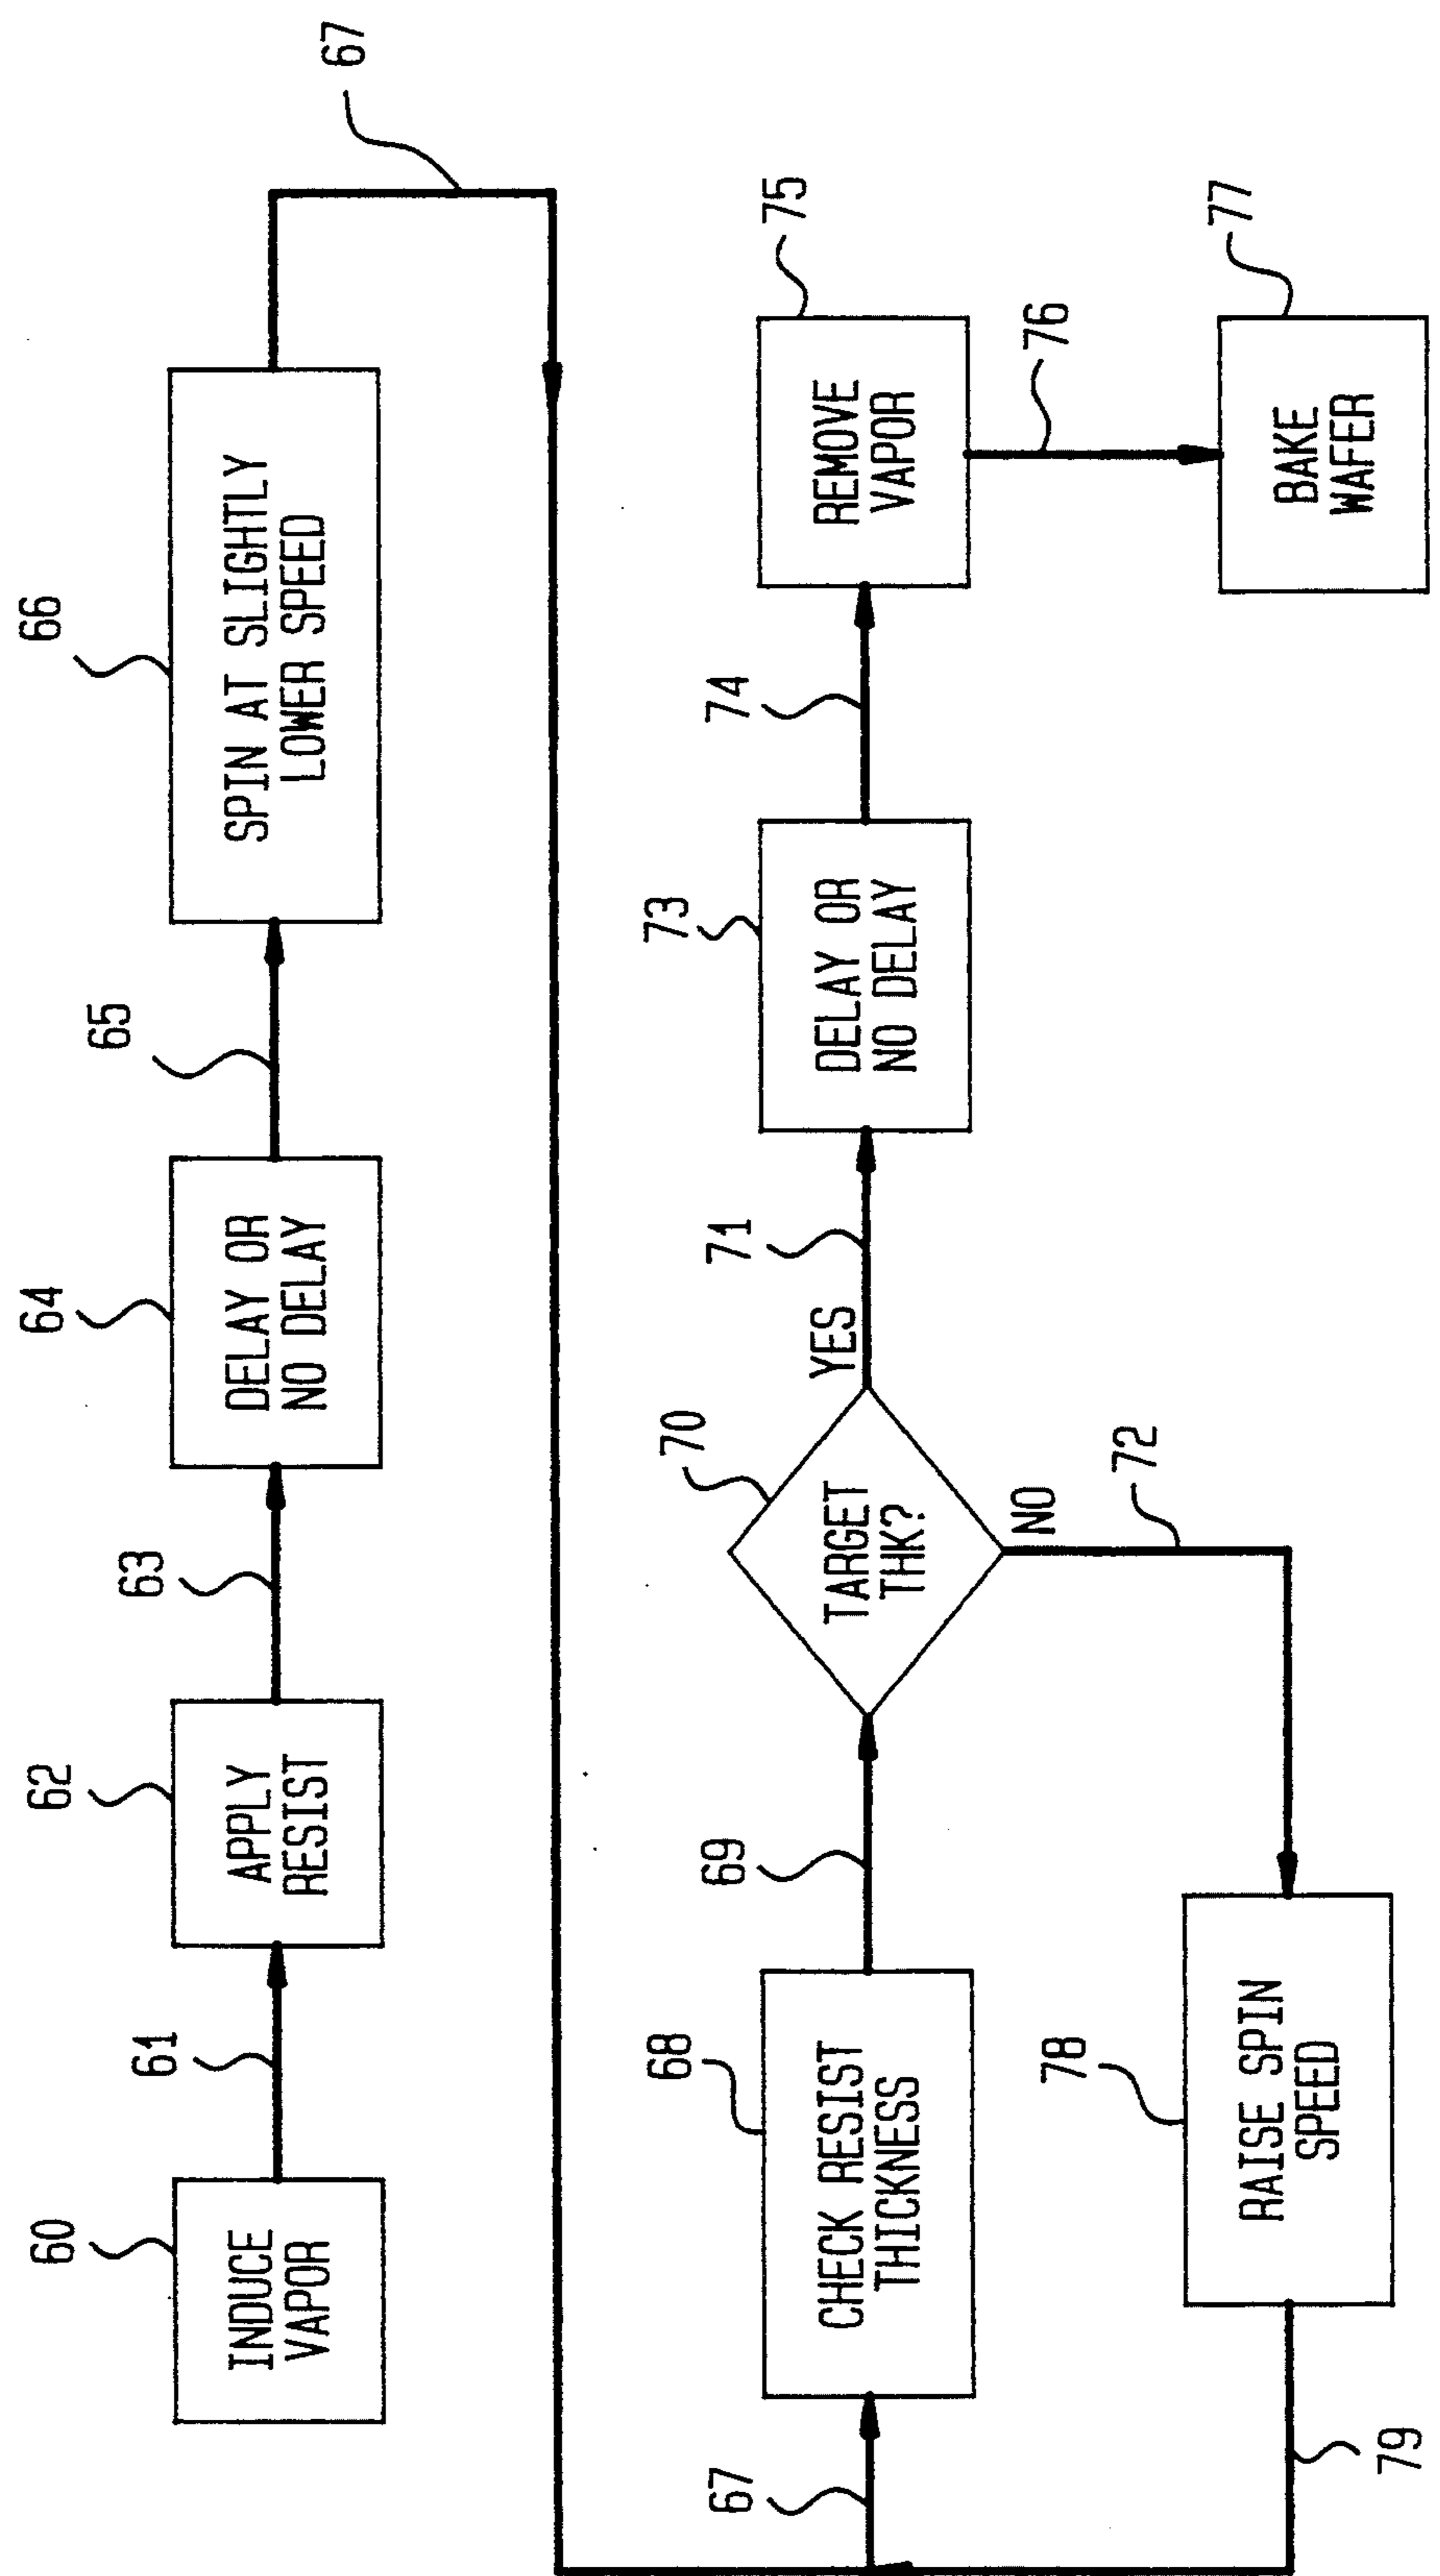 60
INDUCE
VAPOR
61
62
APPLY
RESIST
63
64
DELAY OR
NO DELAY
65
66
SPIN AT SLIGHTLY
LOWER SPEED
67
67
68
CHECK RESIST
THICKNESS
69
70
TARGET
THK?
YES
71
NO
72
73
DELAY OR
NO DELAY
74
75
REMOVE
VAPOR
76
77
BAKE
WAFER
78
RAISE SPIN
SPEED
79